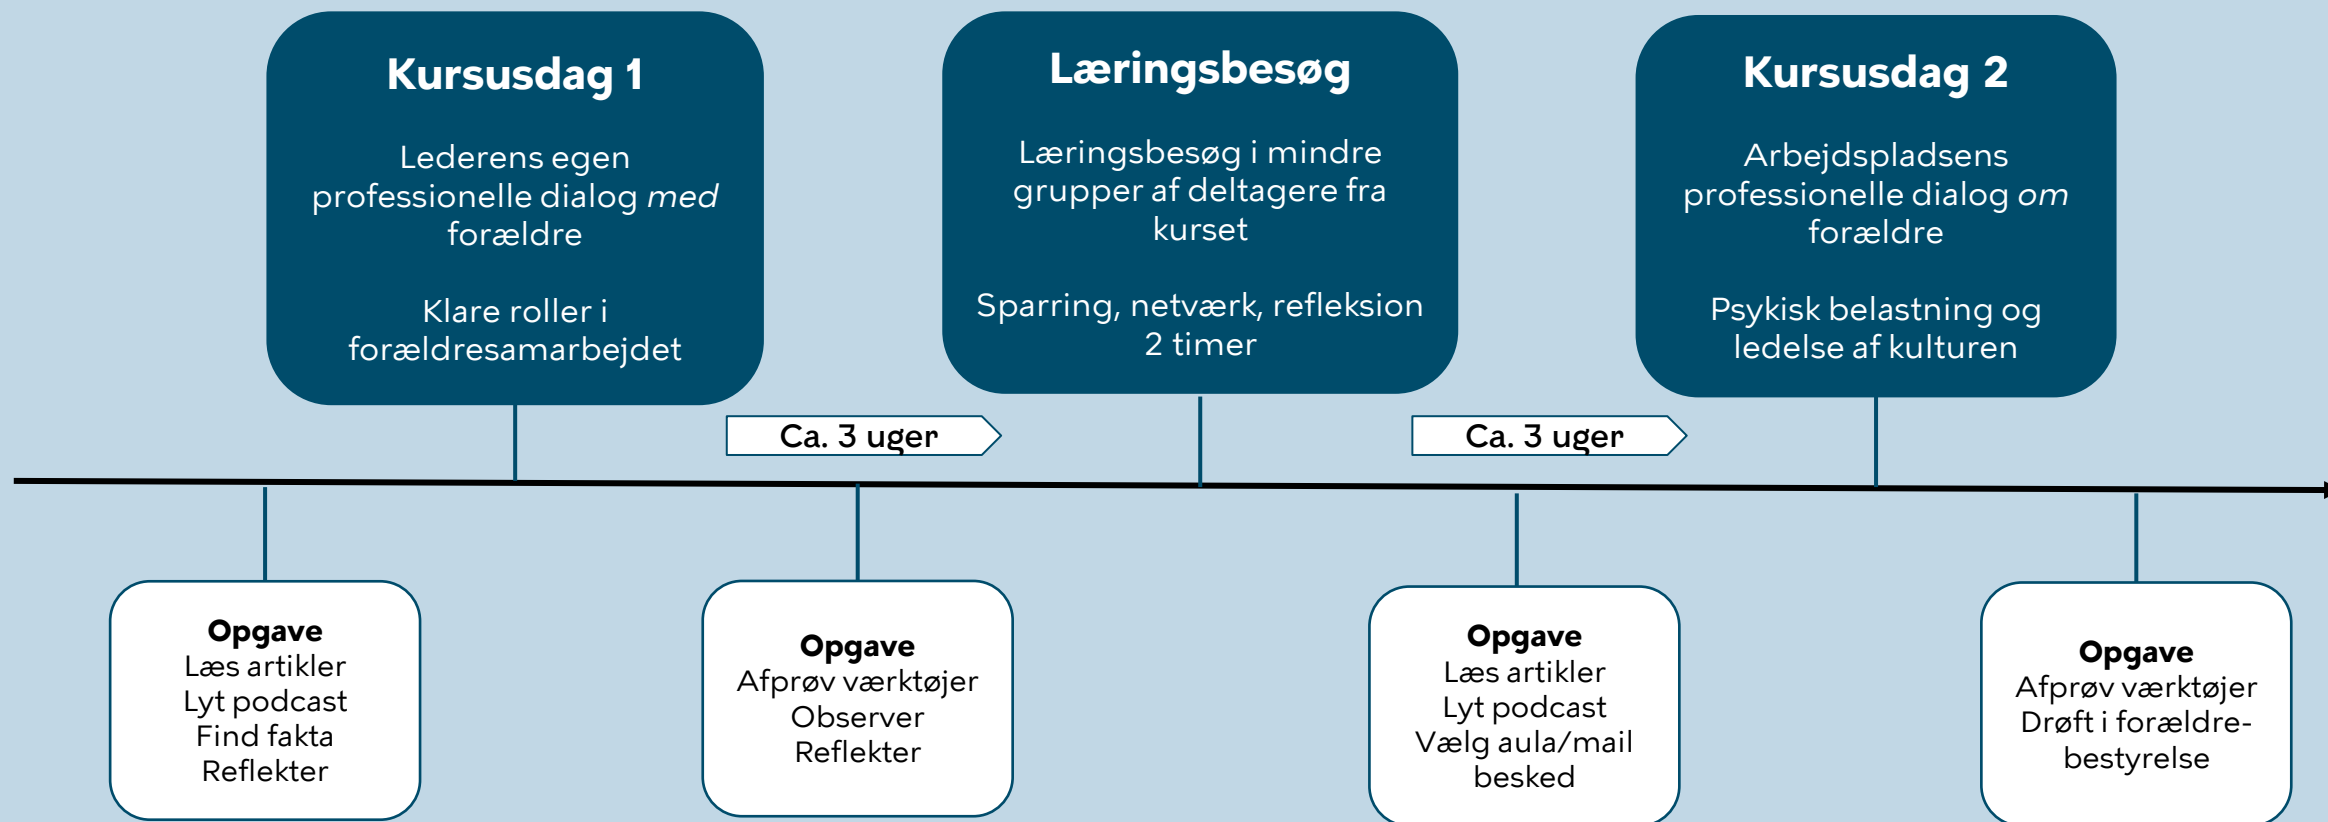 Kursusdag 1
Lederens egen
professionelle dialog med
forældre
Klare roller i
forældresamarbejdet
Læringsbesøg
Læringsbesøg i mindre
grupper af deltagere fra
kurset
Sparring, netværk, refleksion
2 timer
Kursusdag 2
Arbejdspladsens
professionelle dialog om
forældre
Psykisk belastning og
ledelse af kulturen
Ca. 3 uger
Ca. 3 uger
Opgave
Læs artikler
Lyt podcast
Find fakta
Reflekter
Opgave
Afprøv værktøjer
Observer
Reflekter
Opgave
Læs artikler
Lyt podcast
Vælg aula/mail
besked
Opgave
Afprøv værktøjer
Drøft i forældre-
bestyrelse